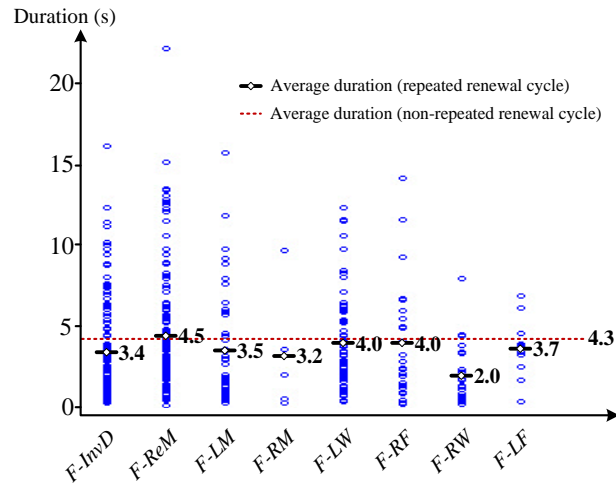 Duration (s)
20
Average duration (repeated renewal cycle)
Average duration (non-repeated renewal cycle)
15
10
5
4.3
3.4
4.5
3.5
3.2
4.0
4.0
2.0
3.7
0
F-InvD
F-ReM
F-LM
F-RM
F-LW
F-RF
F-RW
F-LF